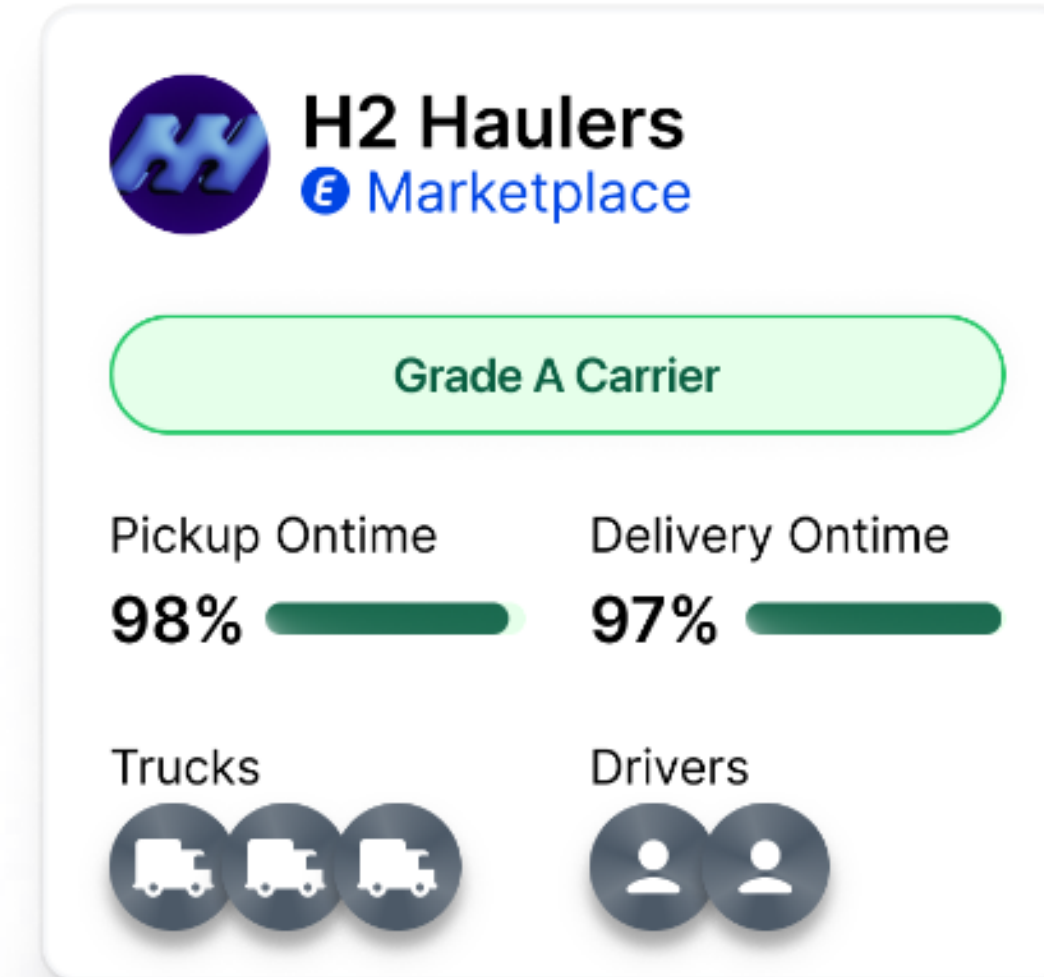 H2 Haulers
E Marketplace
Grade A Carrier
Pickup Ontime
98%
Delivery Ontime
97%
Trucks
Drivers